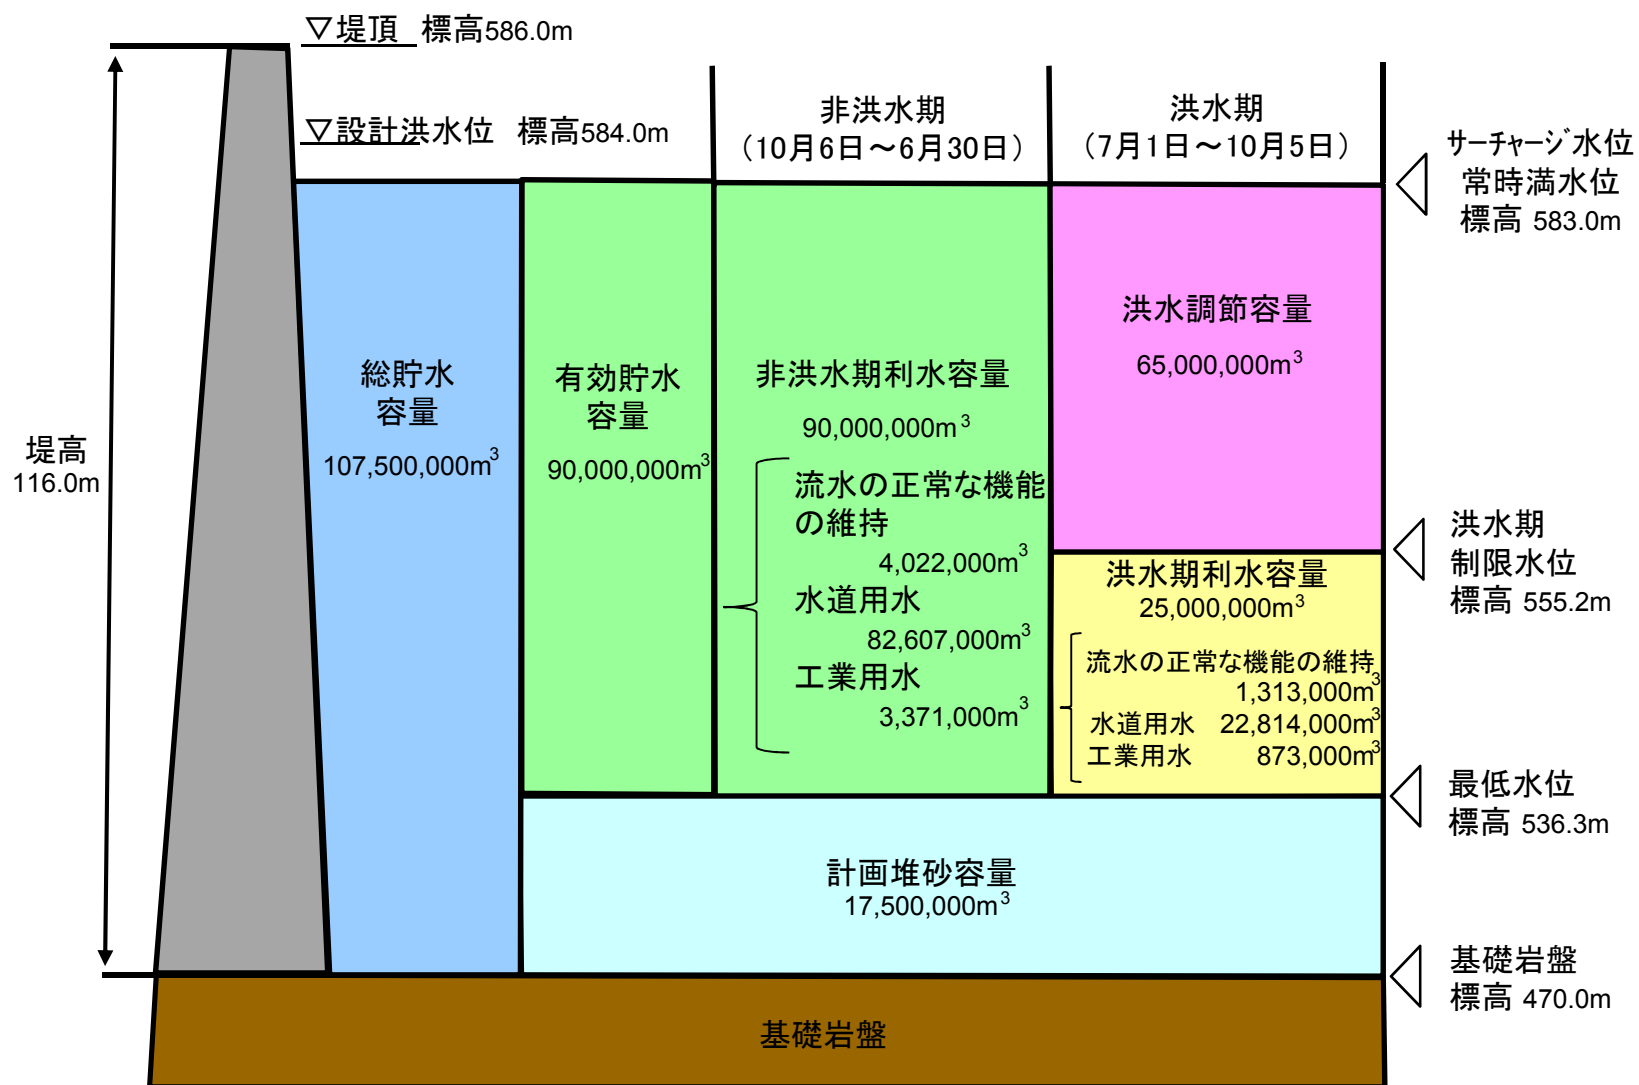 ▽堤頂 標高586.0m
▽設計洪水位 標高584.0m
非洪水期
(10月6日～6月30日)
洪水期
(7月1日～10月5日)
サーチャージ水位
常時満水位
標高 583.0m
総貯水
容量
107,500,000m³
有効貯水
容量
90,000,000m³
非洪水期利水容量
90,000,000m³
流水の正常な機能
の維持
4,022,000m³
水道用水
82,607,000m³
工業用水
3,371,000m³
洪水調節容量
65,000,000m³
洪水期利水容量
25,000,000m³
流水の正常な機能の維持
1,313,000m³
水道用水 22,814,000m³
工業用水 873,000m³
洪水期
制限水位
標高 555.2m
堤高
116.0m
最低水位
標高 536.3m
計画堆砂容量
17,500,000m³
基礎岩盤
標高 470.0m
基礎岩盤